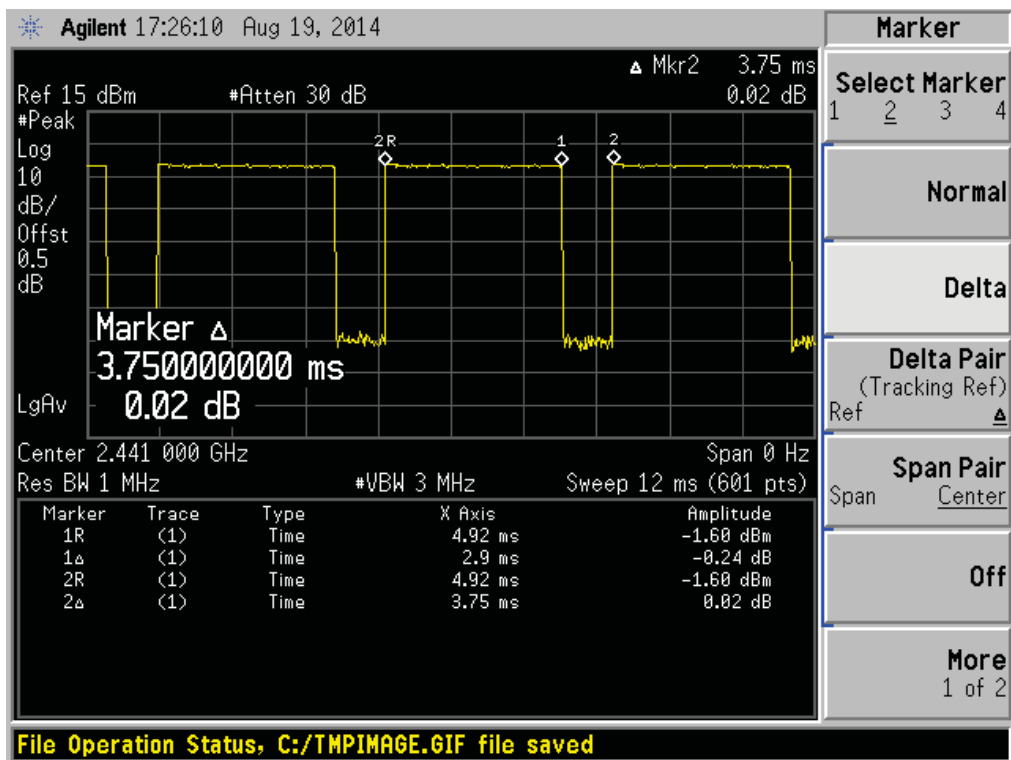 Agilent 17:26:10 Aug 19, 2014
Δ Mkr2 3.75 ms
Ref 15 dBm #Atten 30 dB 0.02 dB
#Peak
Log
10
dB/
Offst
0.5
dB
2R 1 2
Marker Δ
3.750000000 ms
0.02 dB
LgAv
Center 2.441 000 GHz Span 0 Hz
Res BW 1 MHz #VBW 3 MHz Sweep 12 ms (601 pts)
Marker Trace Type X Axis Amplitude
1R (1) Time 4.92 ms -1.60 dBm
1Δ (1) Time 2.9 ms -0.24 dB
2R (1) Time 4.92 ms -1.60 dBm
2Δ (1) Time 3.75 ms 0.02 dB
Marker
Select Marker
1 2 3 4
Normal
Delta
Delta Pair
(Tracking Ref)
Ref Δ
Span Pair
Span Center
Off
More
1 of 2
File Operation Status, C:/TMPIMAGE.GIF file saved